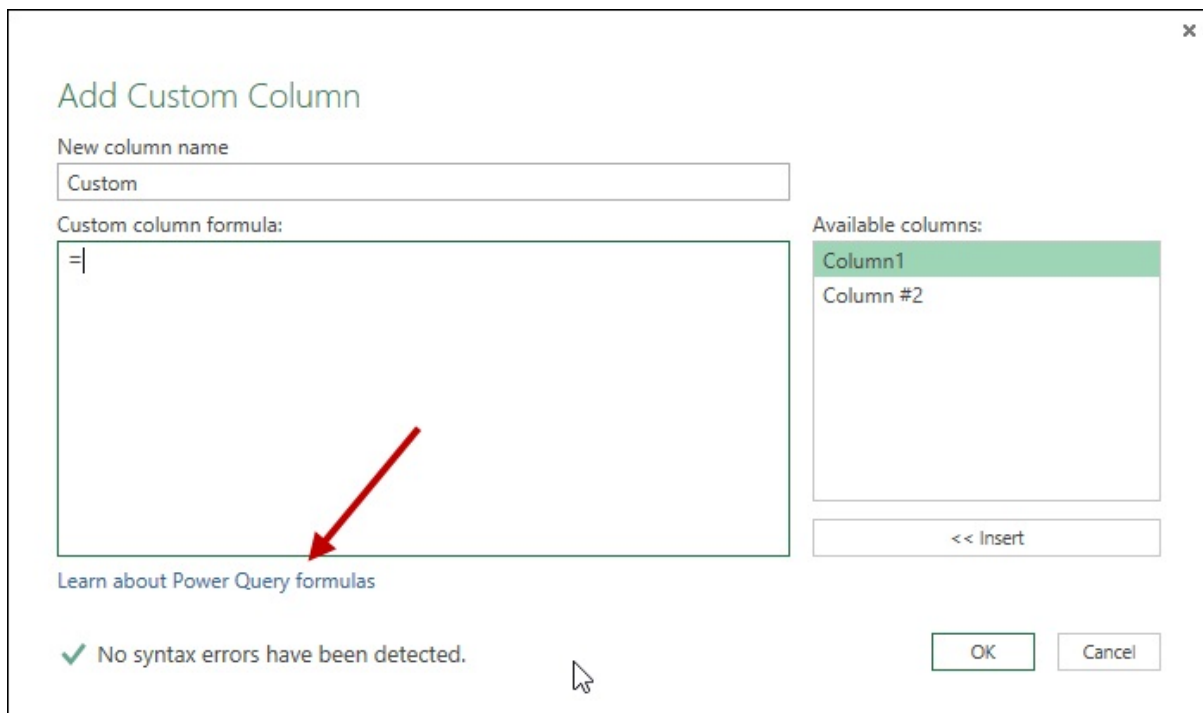 Add Custom Column
New column name
Custom
Custom column formula:
=
Available columns:
Column1
Column #2
<< Insert
Learn about Power Query formulas
No syntax errors have been detected.
OK
Cancel